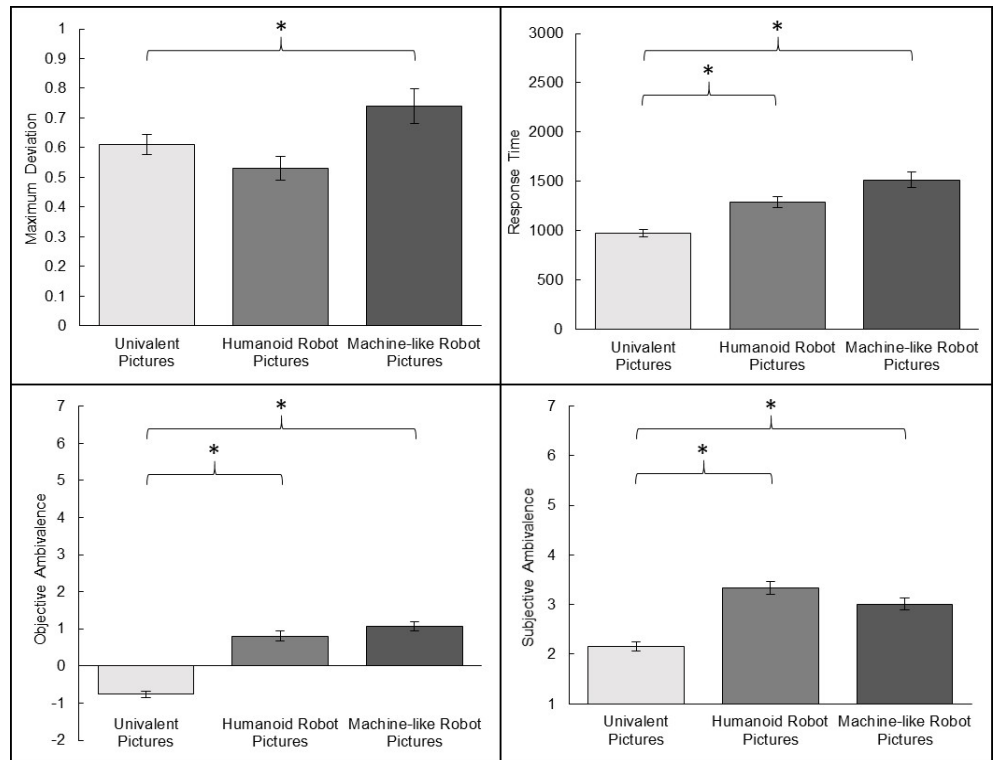 *
1
0.9
0.8
0.7
0.6
0.5
0.4
0.3
0.2
0.1
0
Maximum Deviation
Univalent Pictures
Humanoid Robot Pictures
Machine-like Robot Pictures
*
*
3000
2500
2000
1500
1000
500
0
Response Time
Univalent Pictures
Humanoid Robot Pictures
Machine-like Robot Pictures
*
*
7
6
5
4
3
2
1
0
-1
-2
Objective Ambivalence
Univalent Pictures
Humanoid Robot Pictures
Machine-like Robot Pictures
*
*
7
6
5
4
3
2
1
Subjective Ambivalence
Univalent Pictures
Humanoid Robot Pictures
Machine-like Robot Pictures